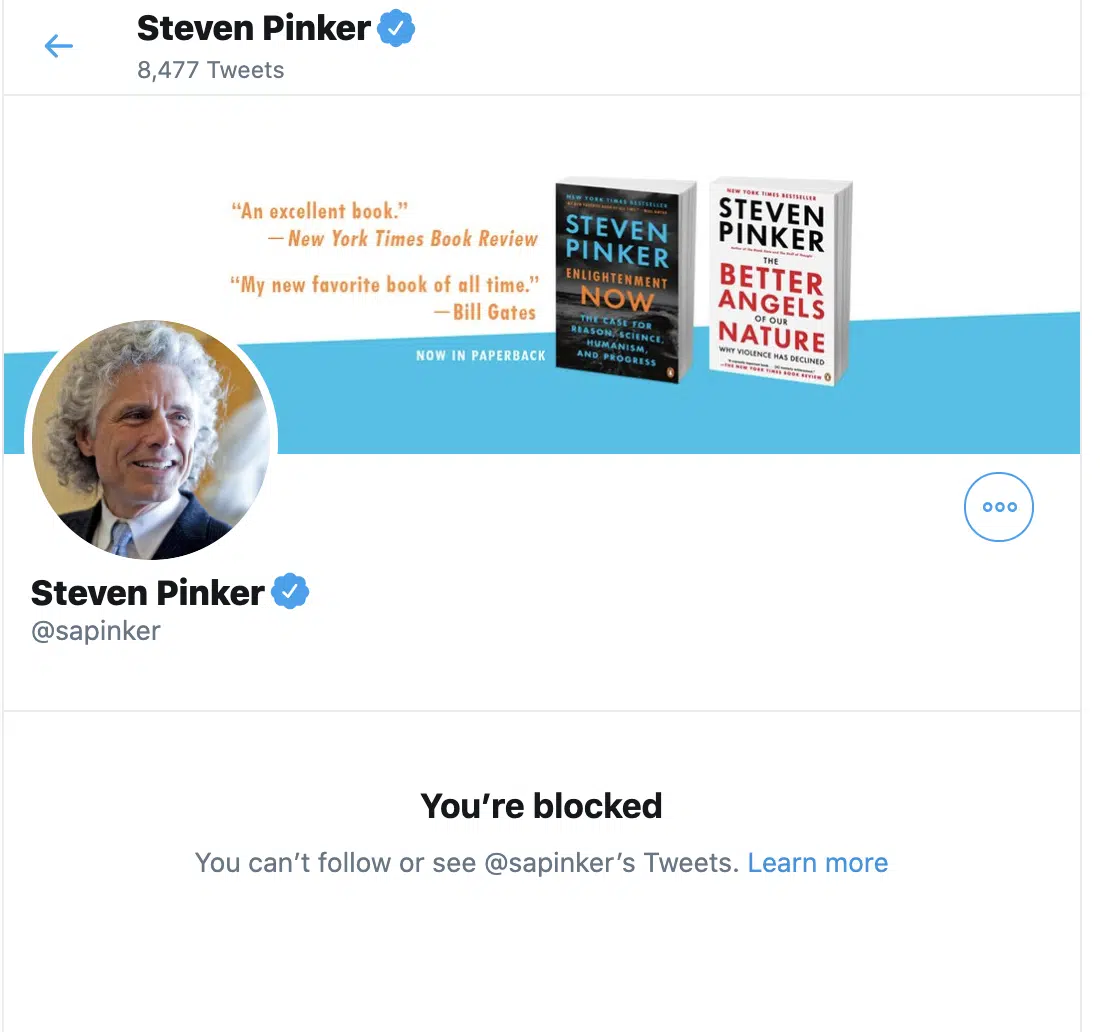 Steven Pinker
8,477 Tweets
“An excellent book.”
—New York Times Book Review
“My new favorite book of all time.”
—Bill Gates
NOW IN PAPERBACK
NEW YORK TIMES BESTSELLER
STEVEN
PINKER
ENLIGHTENMENT
NOW
THE CASE FOR
REASON, SCIENCE,
HUMANISM,
AND PROGRESS
NEW YORK TIMES BESTSELLER
STEVEN
PINKER
THE
BETTER
ANGELS
OF OUR
NATURE
WHY VIOLENCE HAS DECLINED
—THE NEW YORK TIMES BOOK REVIEW
Steven Pinker
@sapinker
You’re blocked
You can’t follow or see @sapinker’s Tweets. Learn more